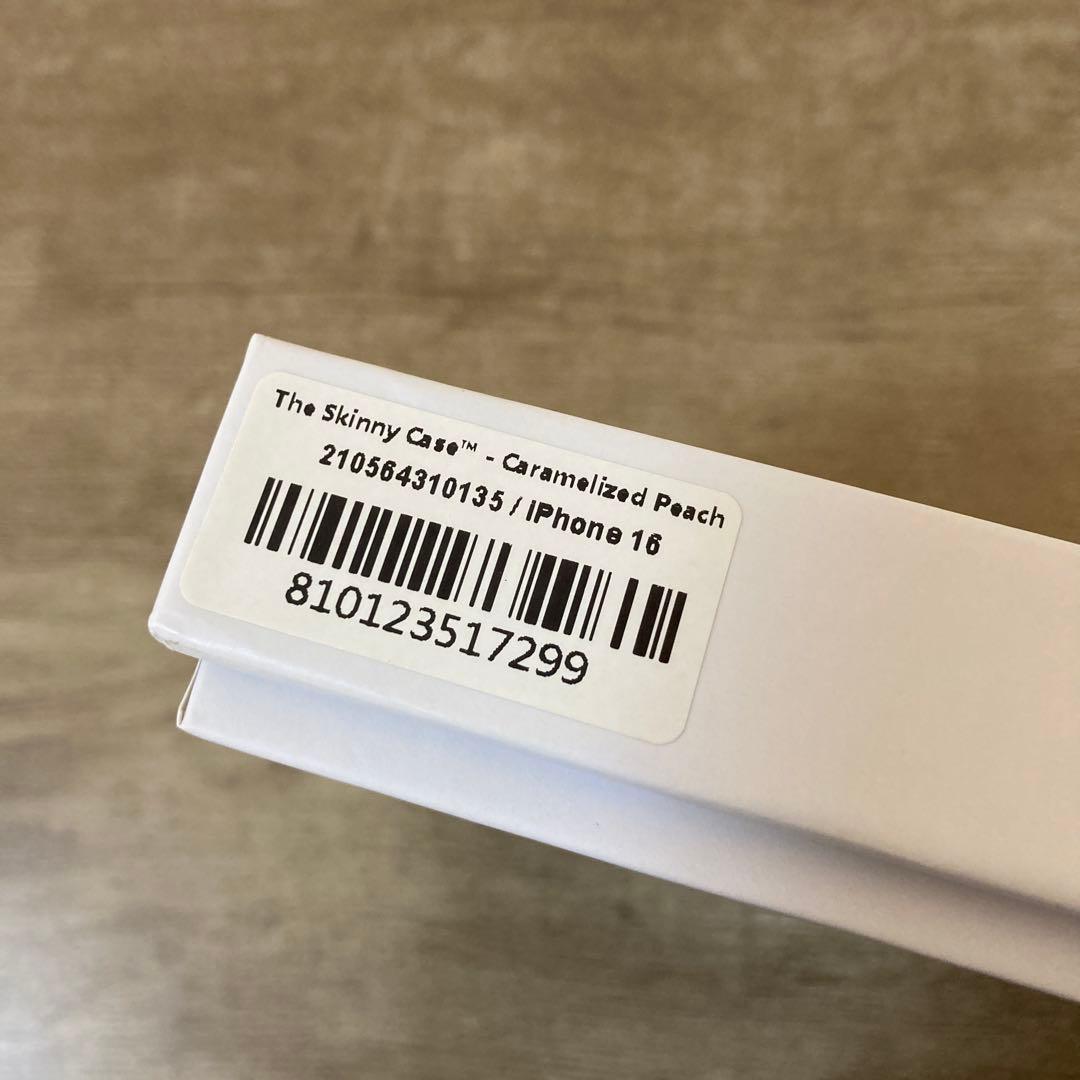 The Skinny Case™ - Caramelized Peach
210564310135 / iPhone 16
810123517299